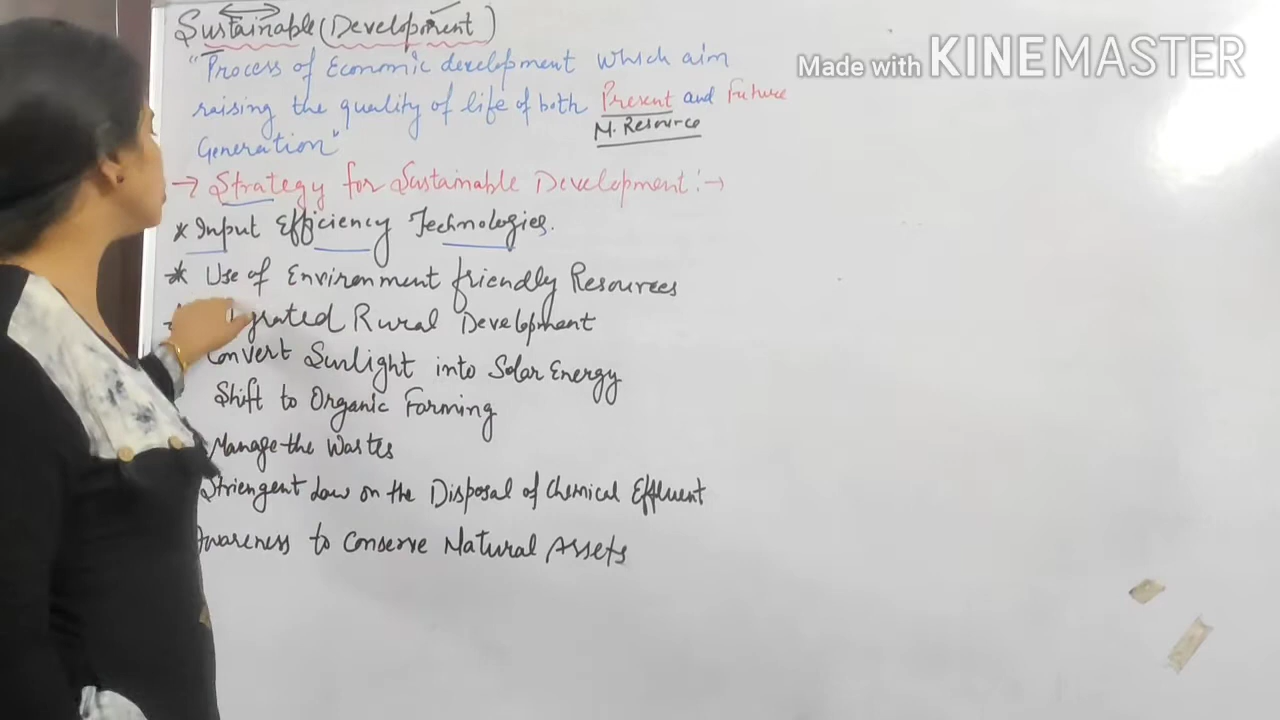 Sustainable (Development)
"Process of Economic development which aim
raising the quality of life of both Present and Future
N. Resource
Generation"
→ Strategy for Sustainable Development:→
* Input Efficiency Technologies.
* Use of Environment friendly Resources
Rural Development
Convert Sunlight into Solar Energy
Shift to Organic Farming
Manage the Wastes
Striengent Law on the Disposal of Chemical Effluent
Awareness to Conserve Natural Assets
Made with KINEMASTER